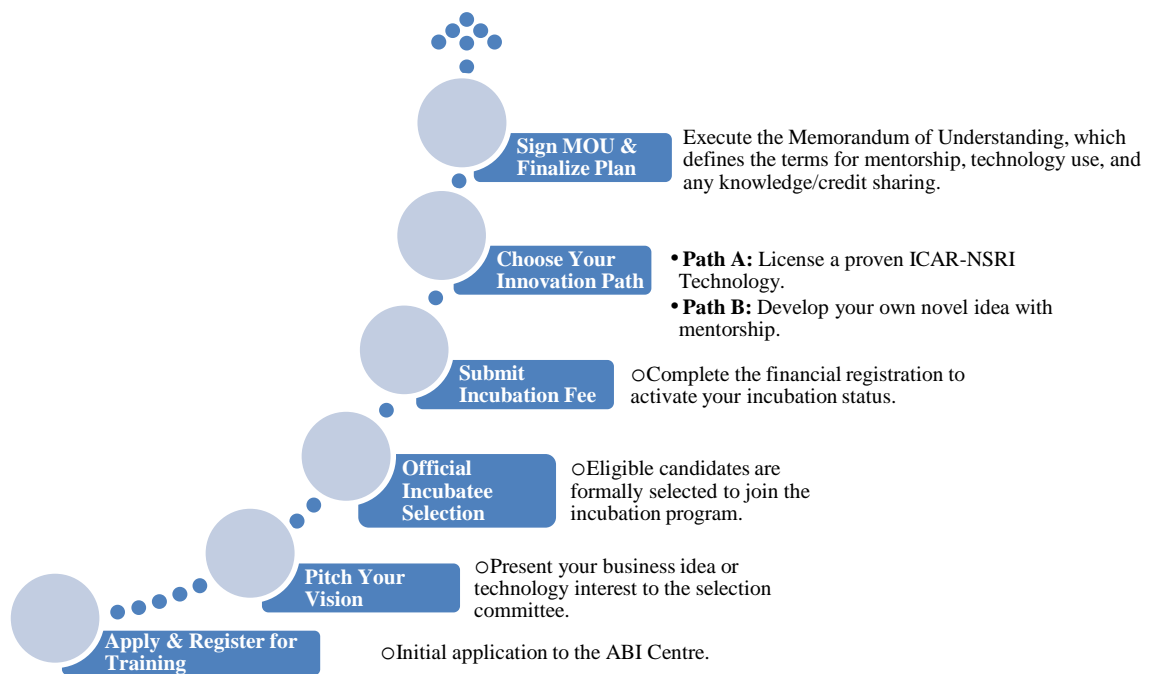 Sign MOU &
Finalize Plan
Execute the Memorandum of Understanding, which
defines the terms for mentorship, technology use, and
any knowledge/credit sharing.
Choose Your
Innovation Path
• Path A: License a proven ICAR-NSRI
Technology.
• Path B: Develop your own novel idea with
mentorship.
Submit
Incubation Fee
○Complete the financial registration to
activate your incubation status.
Official
Incubatee
Selection
○Eligible candidates are
formally selected to join the
incubation program.
Pitch Your
Vision
○Present your business idea or
technology interest to the selection
committee.
Apply & Register for
Training
○Initial application to the ABI Centre.